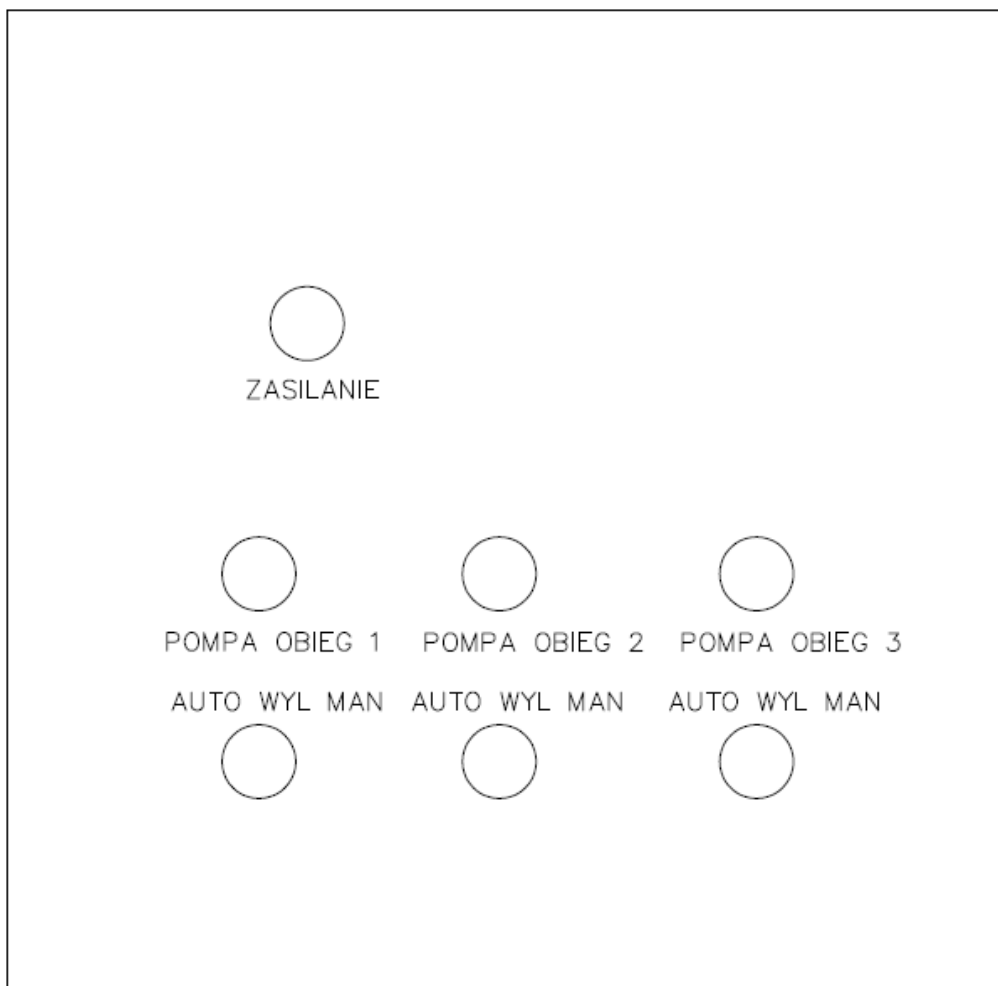 ZASILANIE
POMPA OBIEG 1 POMPA OBIEG 2 POMPA OBIEG 3
AUTO WYL MAN AUTO WYL MAN AUTO WYL MAN